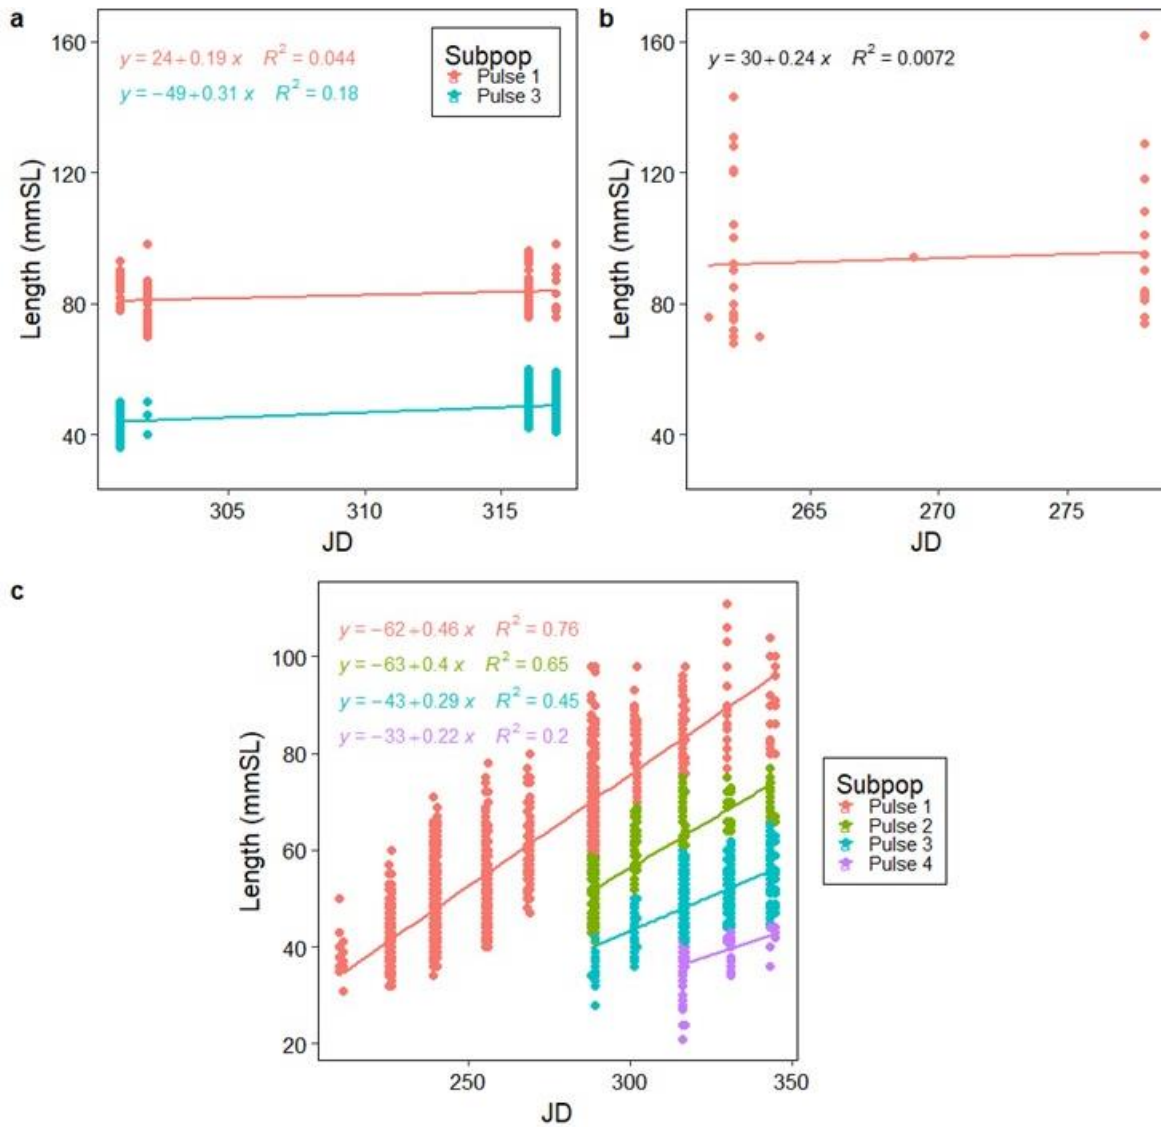 a
160
120
80
40
Length (mmSL)
y = 24+0.19 x R² = 0.044
y = −49+0.31 x R² = 0.18
Subpop
Pulse 1
Pulse 3
305 310 315
JD
b
160
120
80
40
Length (mmSL)
y = 30+0.24 x R² = 0.0072
265 270 275
JD
c
100
80
60
40
20
Length (mmSL)
y = −62+0.46 x R² = 0.76
y = −63+0.4 x R² = 0.65
y = −43+0.29 x R² = 0.45
y = −33+0.22 x R² = 0.2
250 300 350
JD
Subpop
Pulse 1
Pulse 2
Pulse 3
Pulse 4